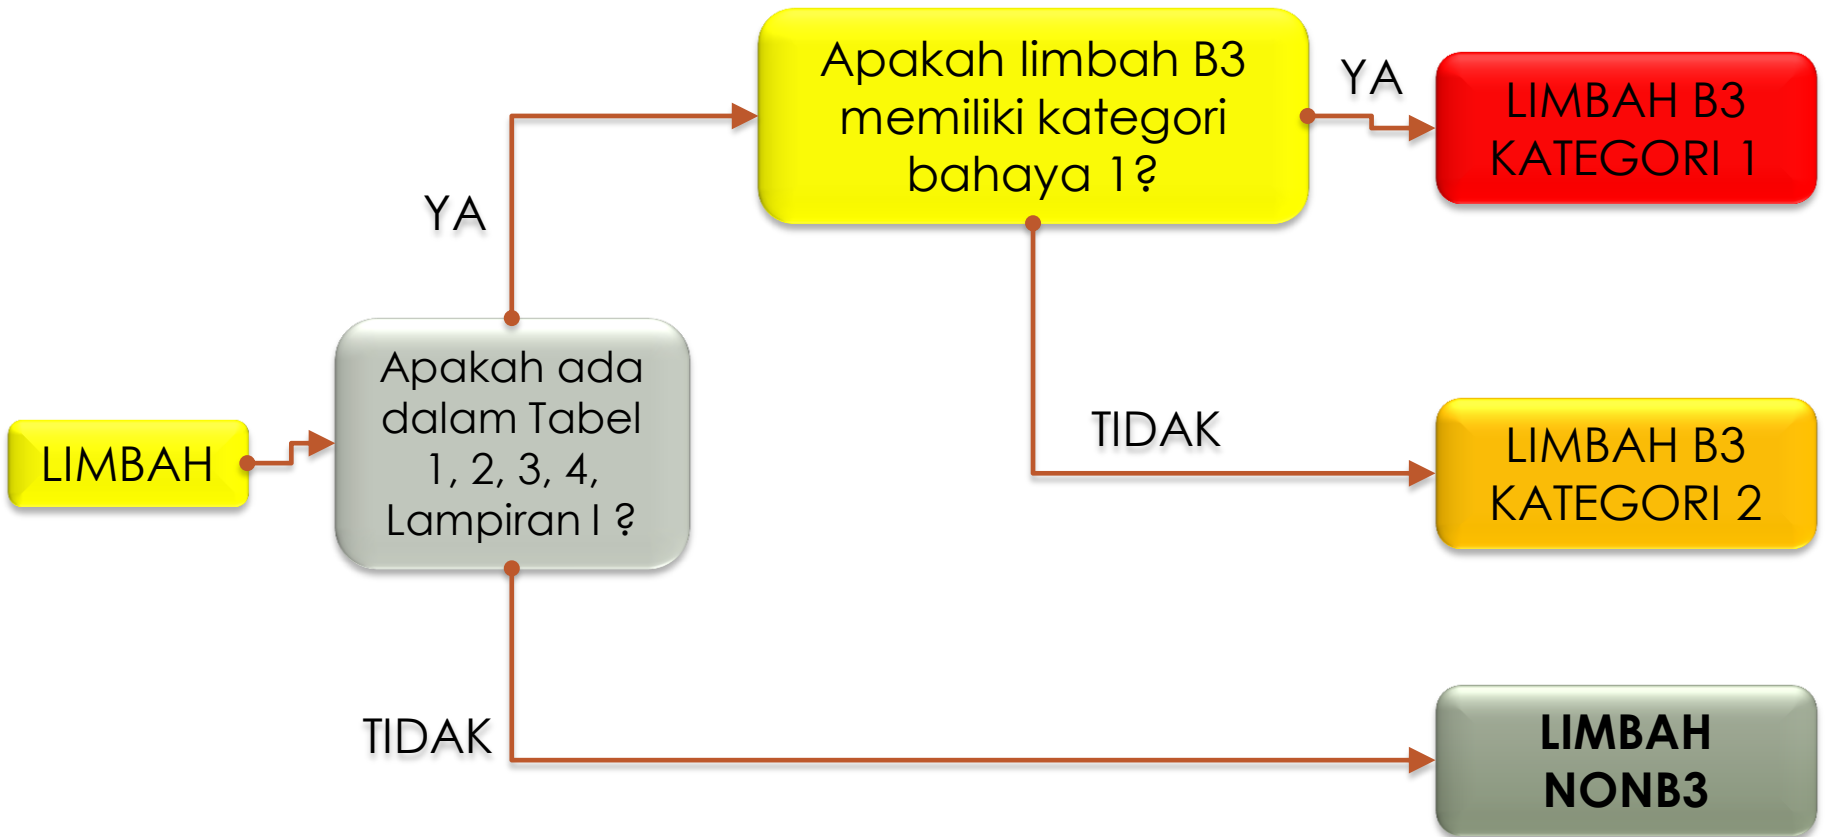 LIMBAH
Apakah ada
dalam Tabel
1, 2, 3, 4,
Lampiran I ?
YA
Apakah limbah B3
memiliki kategori
bahaya 1?
YA
LIMBAH B3
KATEGORI 1
TIDAK
LIMBAH B3
KATEGORI 2
TIDAK
LIMBAH
NONB3